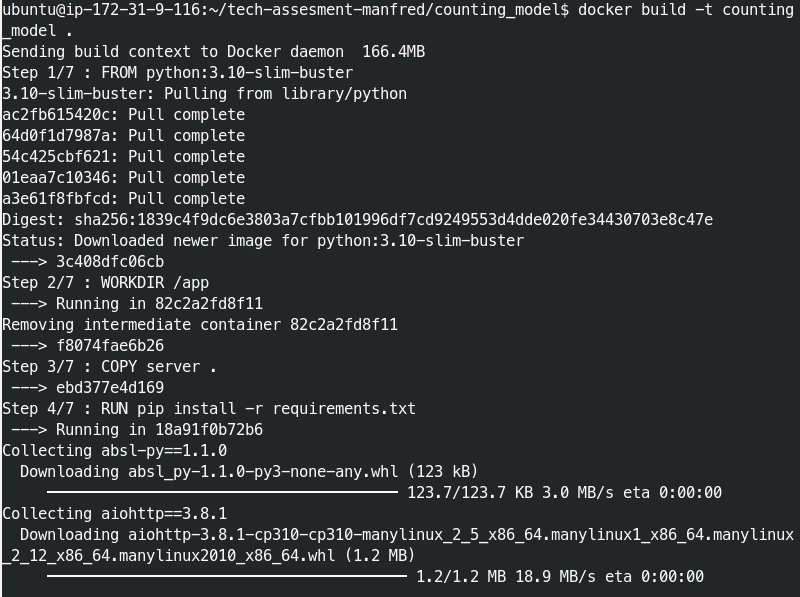 ubuntu@ip-172-31-9-116:~/tech-assesment-manfred/counting_model$ docker build -t counting
_model .
Sending build context to Docker daemon  166.4MB
Step 1/7 : FROM python:3.10-slim-buster
3.10-slim-buster: Pulling from library/python
ac2fb615420c: Pull complete
64d0f1d7987a: Pull complete
54c425cbf621: Pull complete
01eaa7c10346: Pull complete
a3e61f8fbfcd: Pull complete
Digest: sha256:1839c4f9dc6e3803a7cfbb101996df7cd9249553d4dde020fe34430703e8c47e
Status: Downloaded newer image for python:3.10-slim-buster
 ---> 3c408dfc06cb
Step 2/7 : WORKDIR /app
 ---> Running in 82c2a2fd8f11
Removing intermediate container 82c2a2fd8f11
 ---> f8074fae6b26
Step 3/7 : COPY server .
 ---> ebd377e4d169
Step 4/7 : RUN pip install -r requirements.txt
 ---> Running in 18a91f0b72b6
Collecting absl-py==1.1.0
  Downloading absl_py-1.1.0-py3-none-any.whl (123 kB)
123.7/123.7 KB 3.0 MB/s eta 0:00:00
Collecting aiohttp==3.8.1
  Downloading aiohttp-3.8.1-cp310-cp310-manylinux_2_5_x86_64.manylinux1_x86_64.manylinux
_2_12_x86_64.manylinux2010_x86_64.whl (1.2 MB)
1.2/1.2 MB 18.9 MB/s eta 0:00:00